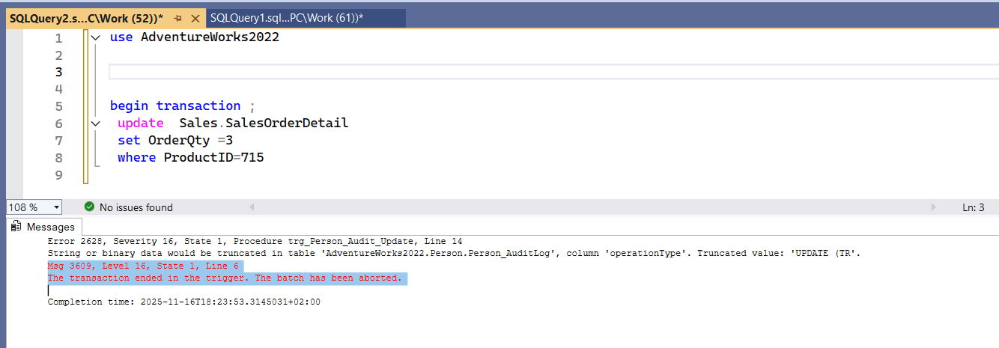 SQLQuery2.s...C\Work (52))*
SQLQuery1.sql...PC\Work (61))*
1 use AdventureWorks2022
2
3
4
5 begin transaction ;
6 update  Sales.SalesOrderDetail
7 set OrderQty =3
8 where ProductID=715
9
108 %
No issues found
Ln: 3
Messages
Error 2628, Severity 16, State 1, Procedure trg_Person_Audit_Update, Line 14
String or binary data would be truncated in table 'AdventureWorks2022.Person.Person_AuditLog', column 'operationType'. Truncated value: 'UPDATE (TR'.
Msg 3609, Level 16, State 1, Line 6
The transaction ended in the trigger. The batch has been aborted.
Completion time: 2025-11-16T18:23:53.3145031+02:00